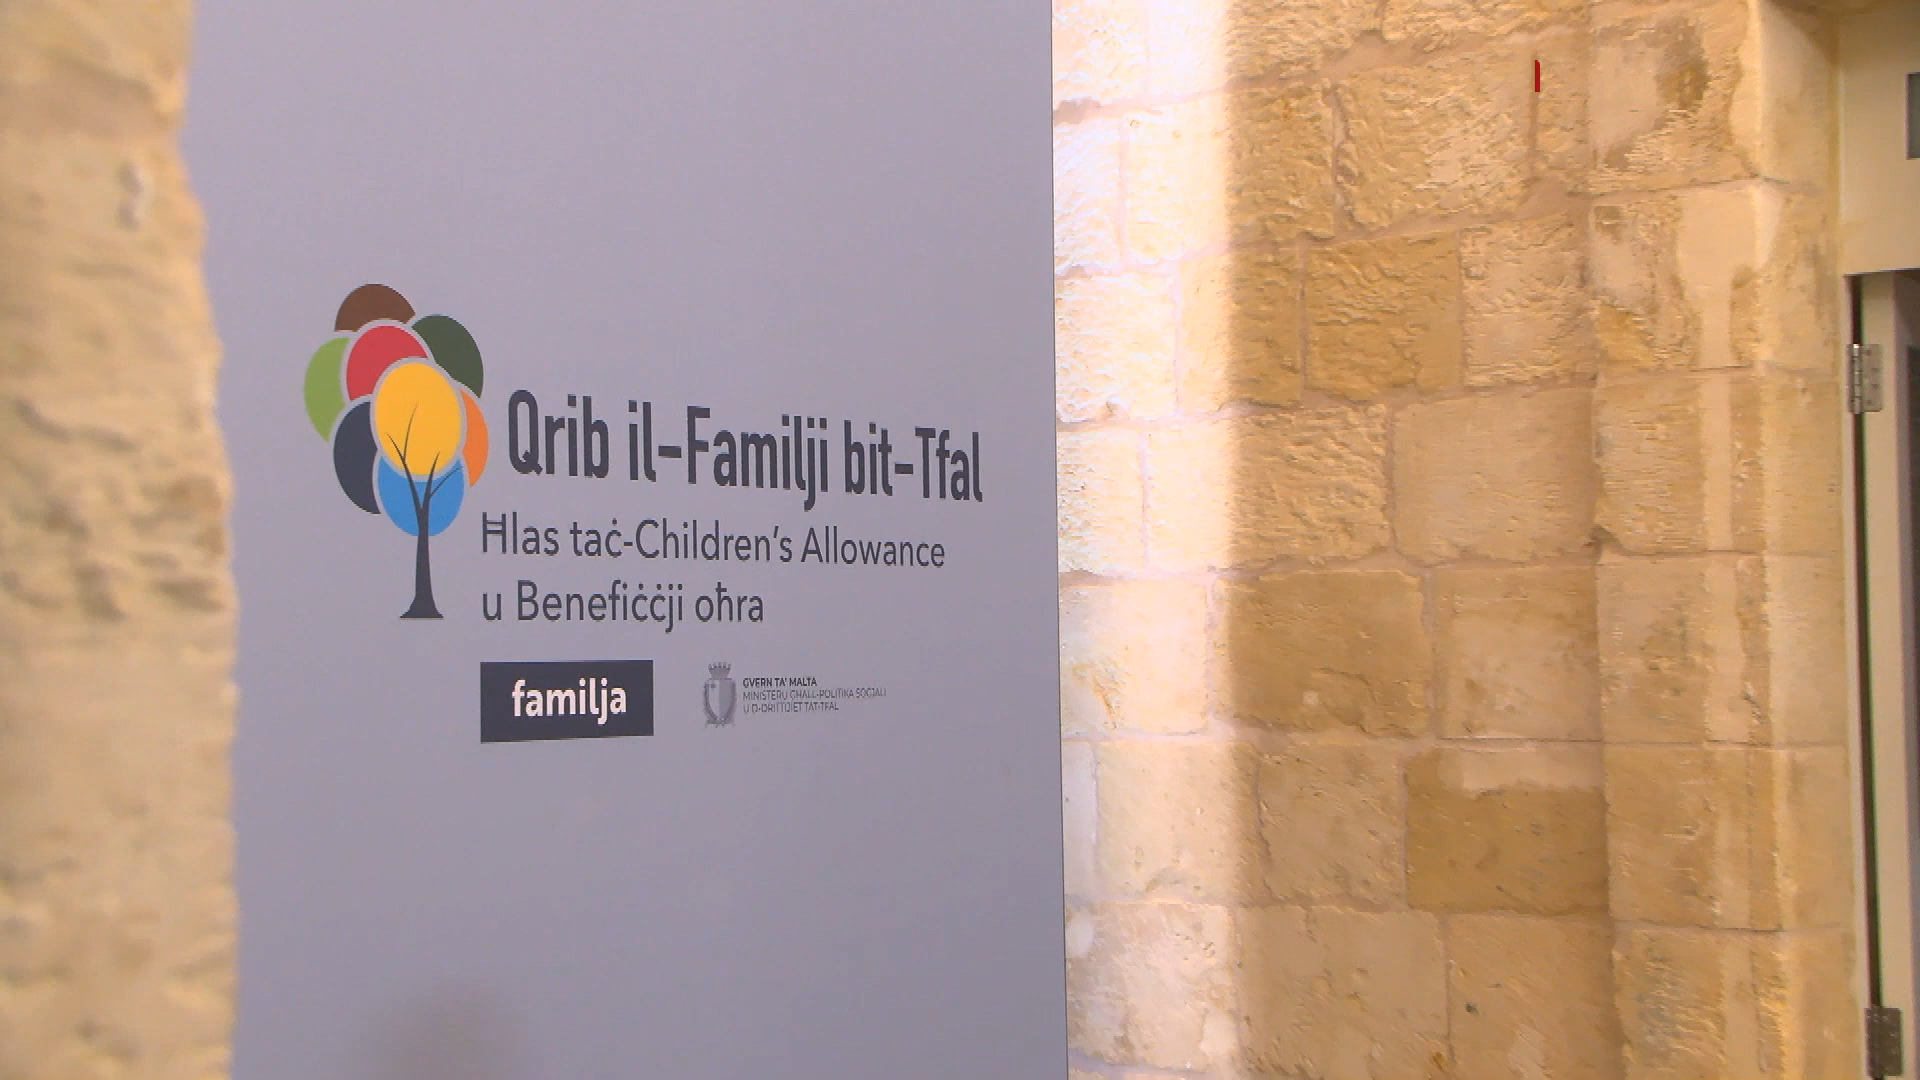 Qrib il-Familji bit-Tfal
Ħlas taċ-Children's Allowance
u Benefiċċji oħra
familja
GVERN TA' MALTA
MINISTERU GĦALL-POLITIKA SOĊJALI
U D-DRITTIJIET TAT-TFAL